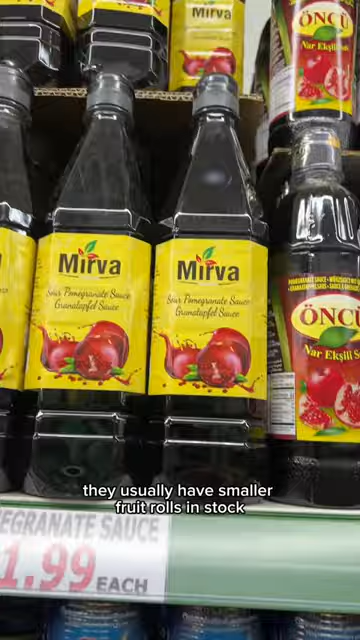 Mirva
ÖNCÜ
Nar Ekşili
Mirva
Sour Pomegranate Sauce
Granatapfel Sauce
Mirva
Sour Pomegranate Sauce
Granatapfel Sauce
ÖNCÜ
Nar Ekşili
they usually have smaller
fruit rolls in stock
EGRANATE SAUCE
1.99 EACH